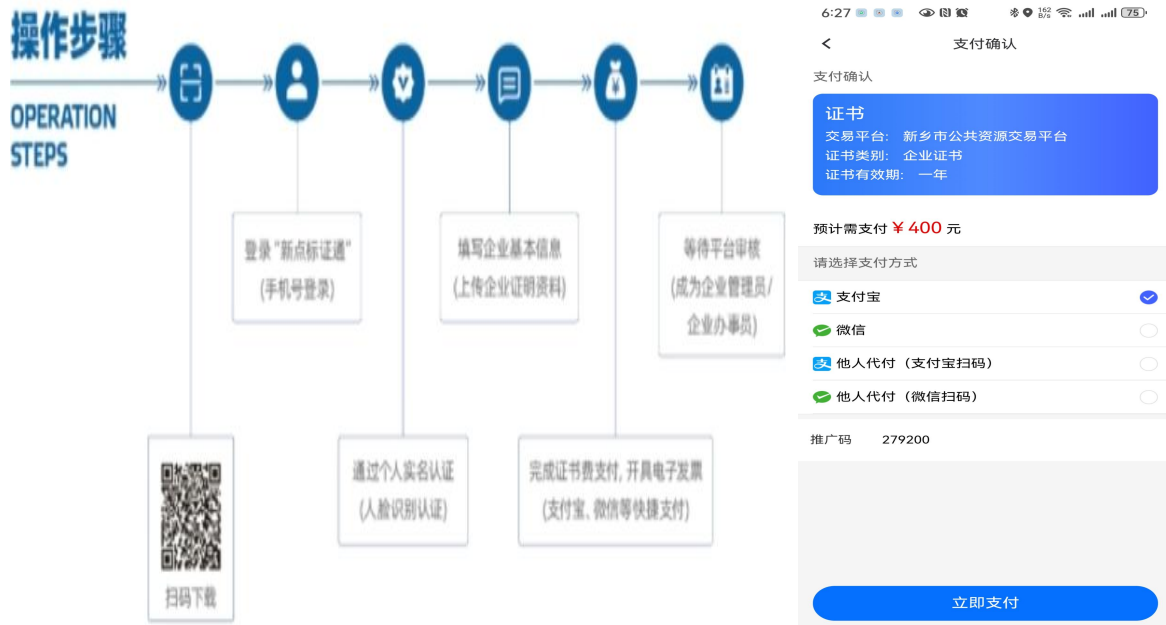 操作步骤
OPERATION
STEPS
登录“新点标证通”
(手机号登录)
填写企业基本信息
(上传企业证明资料)
等待平台审核
(成为企业管理员/
企业办事员)
扫码下载
通过个人实名认证
(人脸识别认证)
完成证书费支付, 开具电子发票
(支付宝、微信等快捷支付)
6:27
162
B/s
75
支付确认
支付确认
证书
交易平台: 新乡市公共资源交易平台
证书类别: 企业证书
证书有效期: 一年
预计需支付 ¥ 400 元
请选择支付方式
支 支付宝
微信
支 他人代付（支付宝扫码）
他人代付（微信扫码）
推广码 279200
立即支付